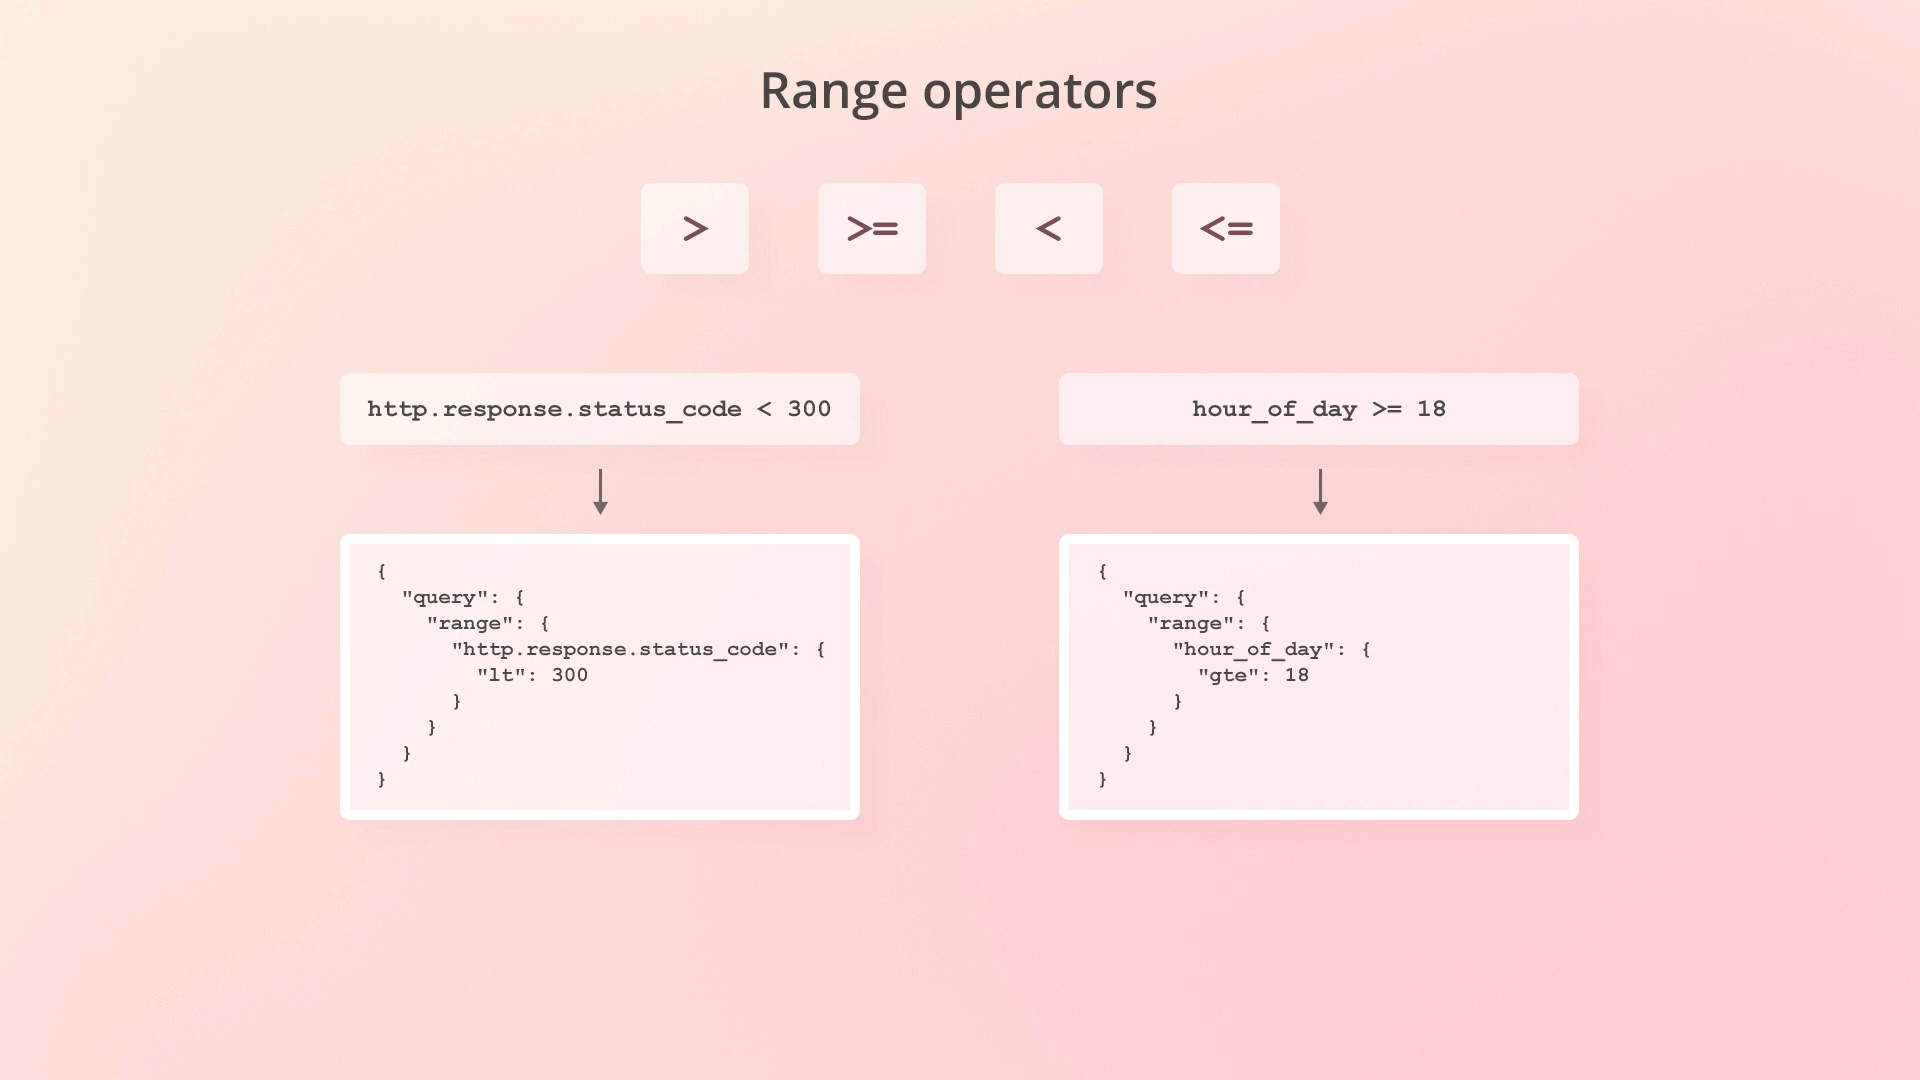 Range operators
> >= < <=
http.response.status_code < 300
{
  "query": {
    "range": {
      "http.response.status_code": {
        "lt": 300
      }
    }
  }
}
hour_of_day >= 18
{
  "query": {
    "range": {
      "hour_of_day": {
        "gte": 18
      }
    }
  }
}